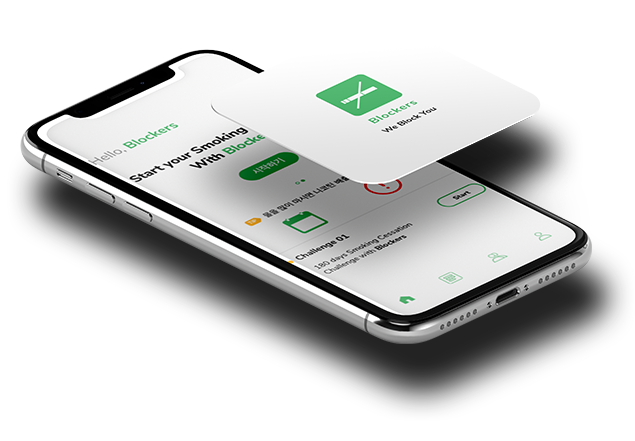 Blockers
We Block You
Hello, Blockers
Start your Smoking
With Blocke
시작하기
물을 많이 마시면 니코틴 배출
Challenge 01
180 days Smoking Cessation
Challenge with Blockers
Start